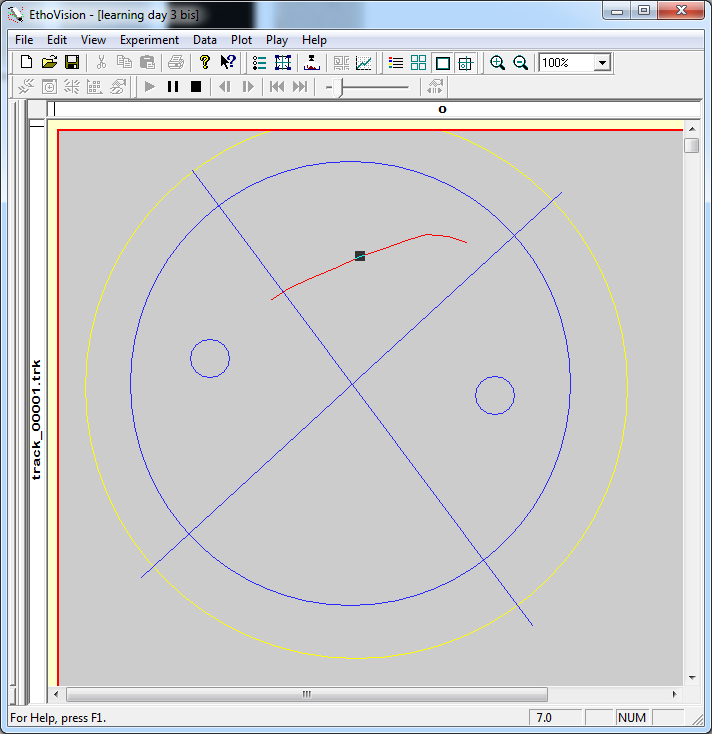 EthoVision - [learning day 3 bis]
File Edit View Experiment Data Plot Play Help
100%
0
track_00001.trk
For Help, press F1.
7.0
NUM